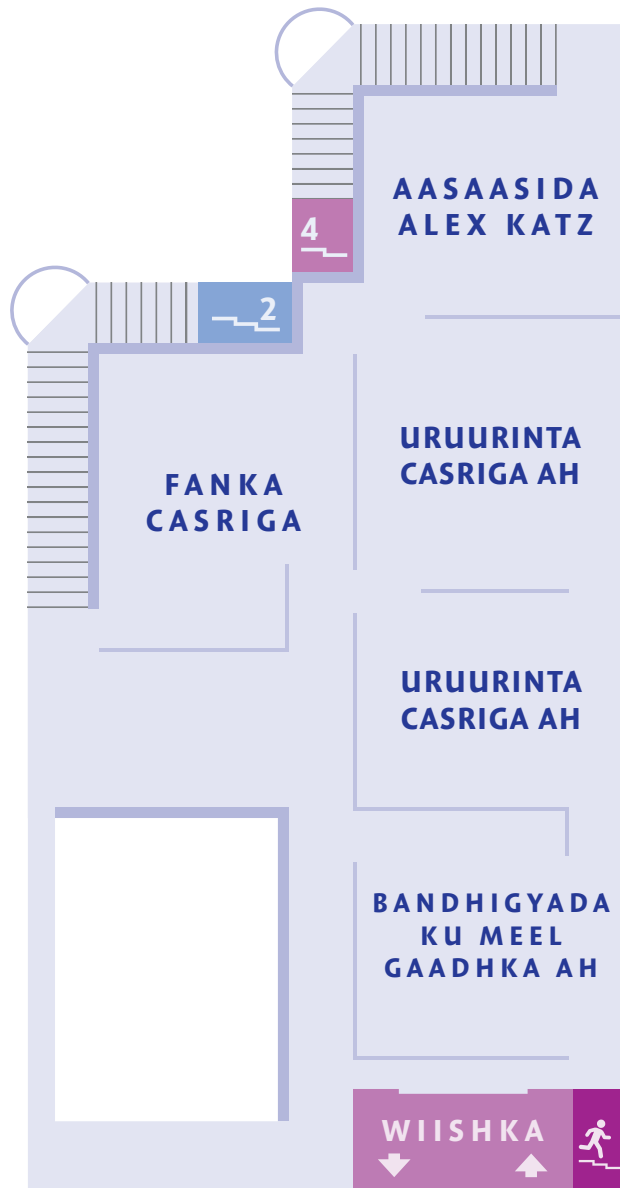 AASAASIDA
ALEX KATZ
4
2
URUURINTA
CASRIGA AH
FANKA
CASRIGA
URUURINTA
CASRIGA AH
BANDHIGYADA
KU MEEL
GAADHKA AH
WIISHKA